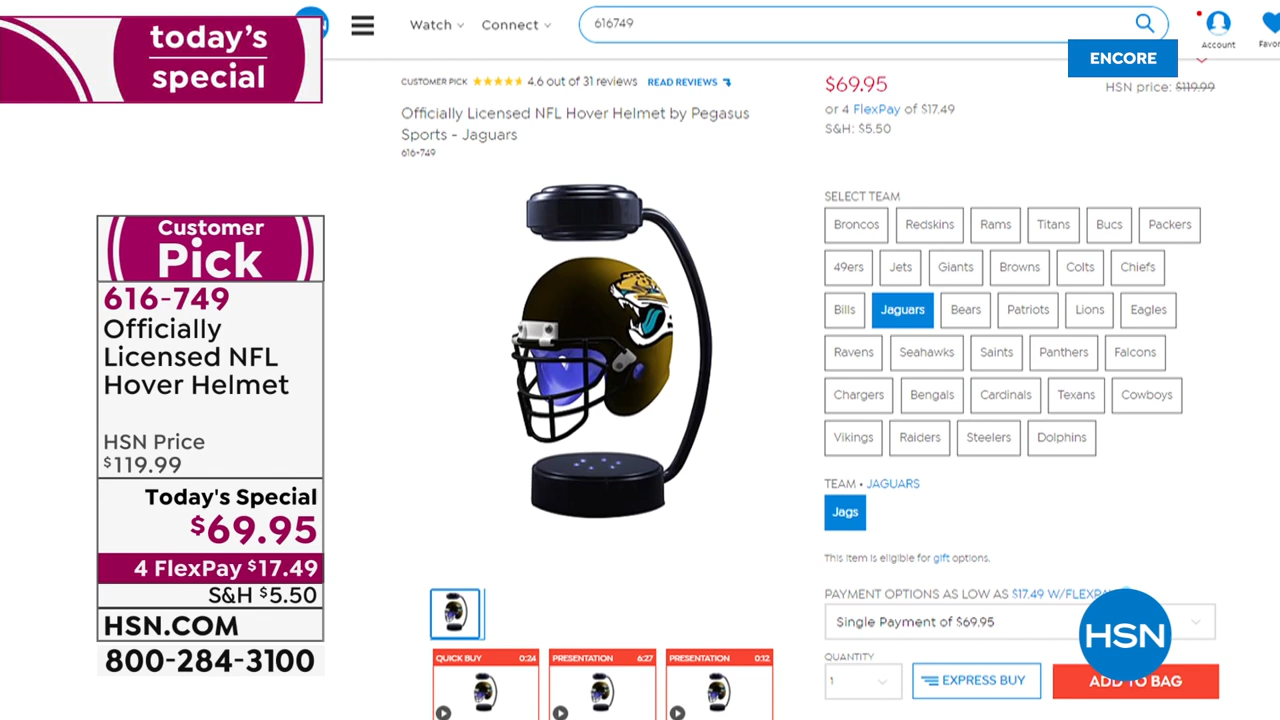 today's
special
Watch
Connect
616749
Account
ENCORE
CUSTOMER PICK
4.6 out of 31 reviews
READ REVIEWS
Officially Licensed NFL Hover Helmet by Pegasus
Sports - Jaguars
616-749
$69.95
HSN price: $119.99
or 4 FlexPay of $17.49
S&H: $5.50
SELECT TEAM
Broncos
Redskins
Rams
Titans
Bucs
Packers
49ers
Jets
Giants
Browns
Colts
Chiefs
Bills
Jaguars
Bears
Patriots
Lions
Eagles
Ravens
Seahawks
Saints
Panthers
Falcons
Chargers
Bengals
Cardinals
Texans
Cowboys
Vikings
Raiders
Steelers
Dolphins
TEAM • JAGUARS
Jags
This item is eligible for gift options.
PAYMENT OPTIONS AS LOW AS $17.49 W/FLEXPA
Single Payment of $69.95
QUANTITY
1
EXPRESS BUY
ADD TO BAG
HSN
QUICK BUY 0:24
PRESENTATION 6:27
PRESENTATION 0:12
Customer
Pick
616-749
Officially
Licensed NFL
Hover Helmet
HSN Price
$119.99
Today's Special
$69.95
4 FlexPay $17.49
S&H $5.50
HSN.COM
800-284-3100